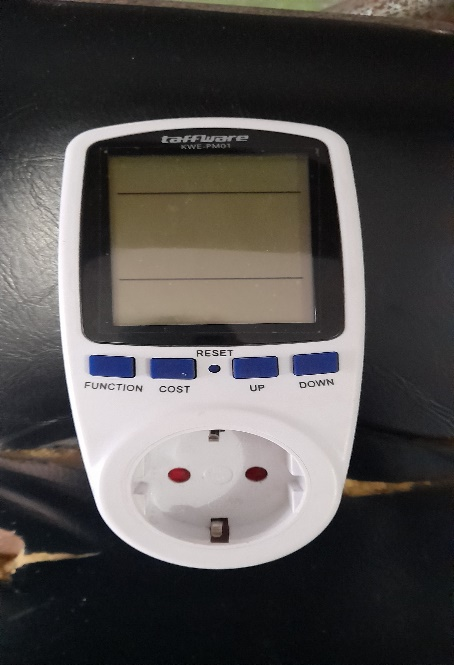 taffware
KWE-PM01
RESET
FUNCTION COST UP DOWN